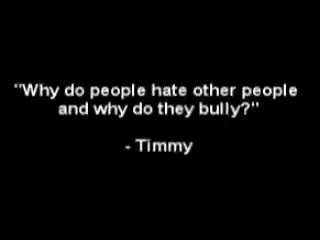 "Why do people hate other people
and why do they bully?"
- Timmy